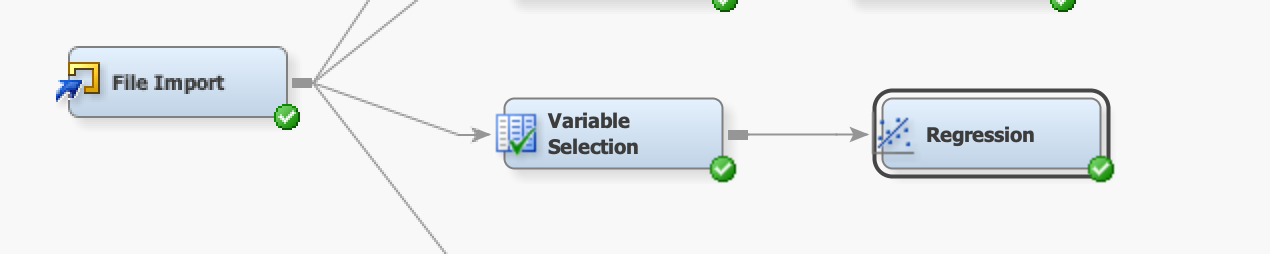 File Import
Variable
Selection
Regression